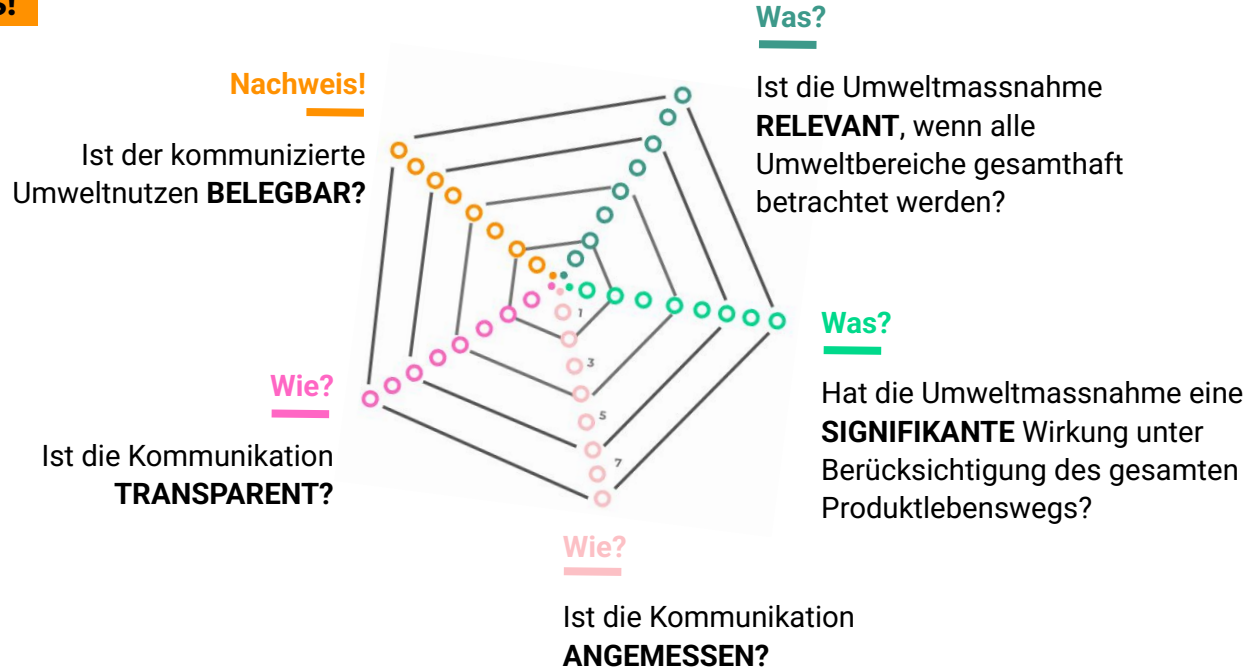 Was?
Nachweis!
Ist die Umweltmassnahme
RELEVANT, wenn alle
Umweltbereiche gesamthaft
betrachtet werden?
Ist der kommunizierte
Umweltnutzen BELEGBAR?
1
3
5
7
Was?
Hat die Umweltmassnahme eine
SIGNIFIKANTE Wirkung unter
Berücksichtigung des gesamten
Produktlebenswegs?
Wie?
Ist die Kommunikation
TRANSPARENT?
Wie?
Ist die Kommunikation
ANGEMESSEN?